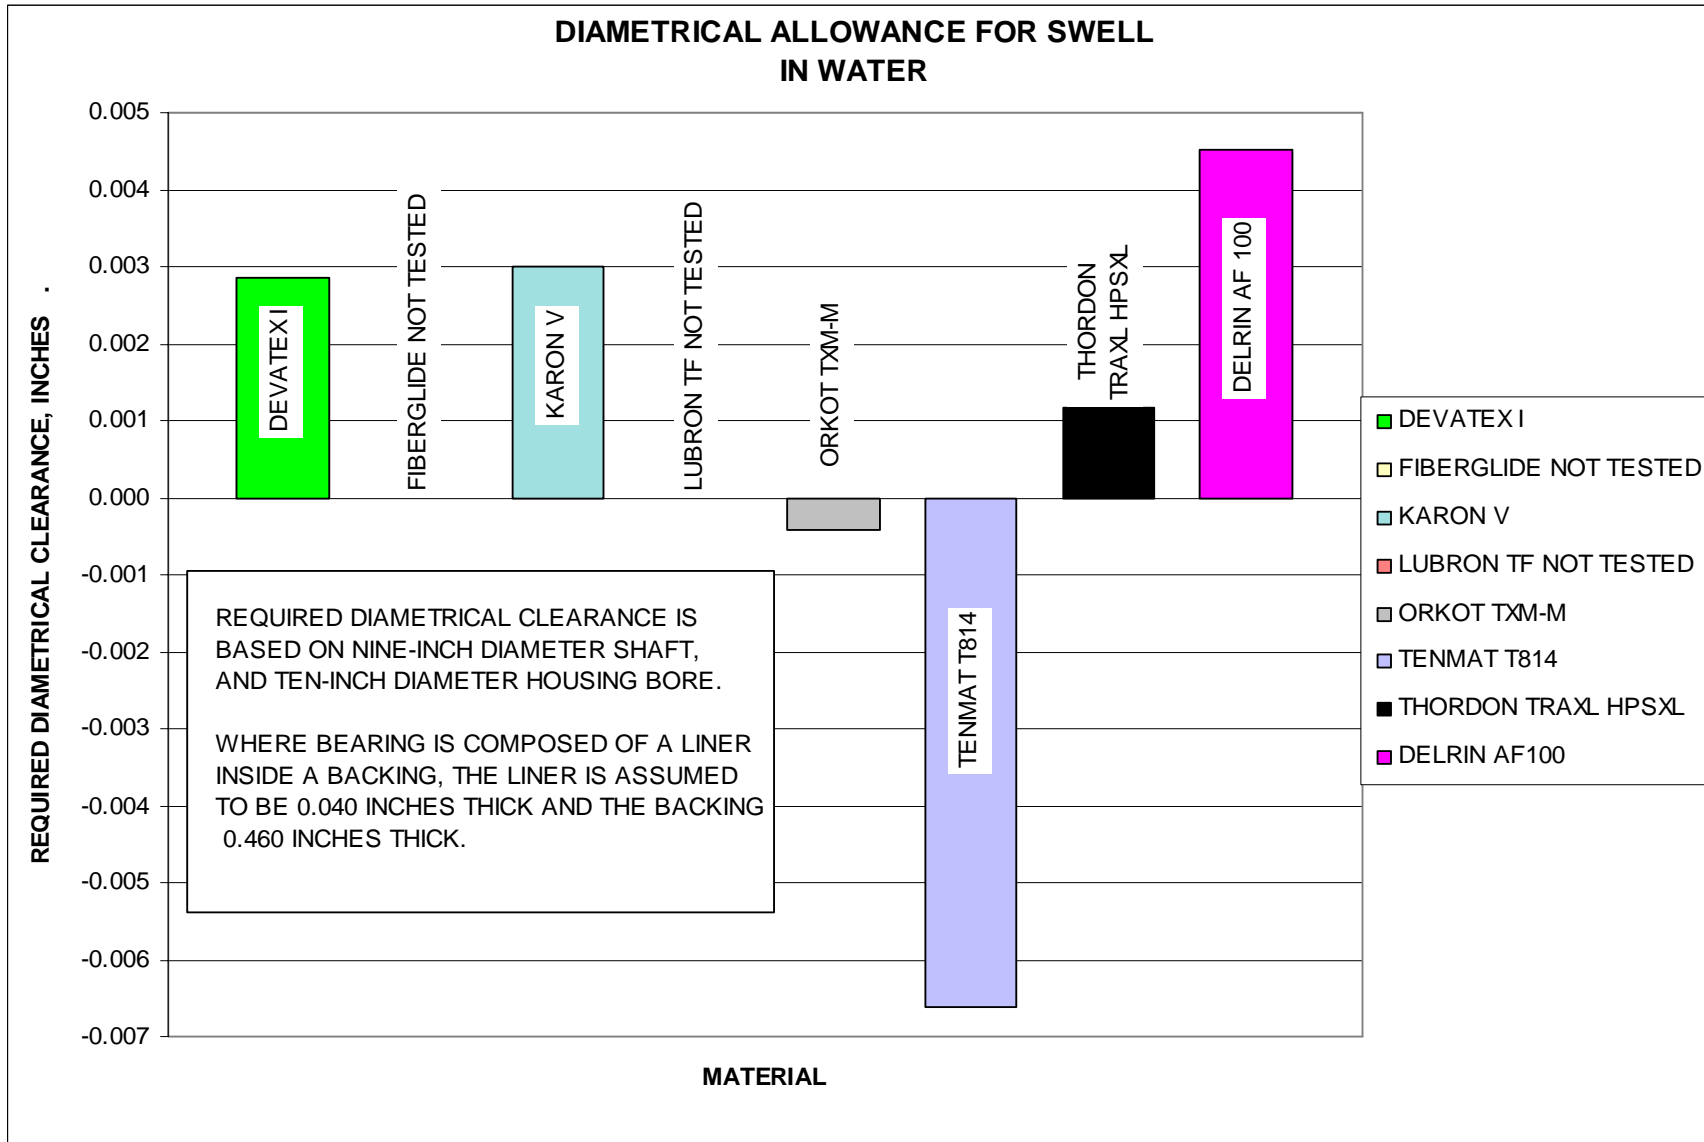 DIAMETRICAL ALLOWANCE FOR SWELL
IN WATER
REQUIRED DIAMETRICAL CLEARANCE, INCHES .
0.005
0.004
0.003
0.002
0.001
0.000
-0.001
-0.002
-0.003
-0.004
-0.005
-0.006
-0.007
DEVATEX I
FIBERGLIDE NOT TESTED
KARON V
LUBRON TF NOT TESTED
ORKOT TXM-M
TENMAT T814
THORDON
TRAXL HPSXL
DELRIN AF 100
REQUIRED DIAMETRICAL CLEARANCE IS
BASED ON NINE-INCH DIAMETER SHAFT,
AND TEN-INCH DIAMETER HOUSING BORE.
WHERE BEARING IS COMPOSED OF A LINER
INSIDE A BACKING, THE LINER IS ASSUMED
TO BE 0.040 INCHES THICK AND THE BACKING
0.460 INCHES THICK.
MATERIAL
DEVATEX I
FIBERGLIDE NOT TESTED
KARON V
LUBRON TF NOT TESTED
ORKOT TXM-M
TENMAT T814
THORDON TRAXL HPSXL
DELRIN AF100